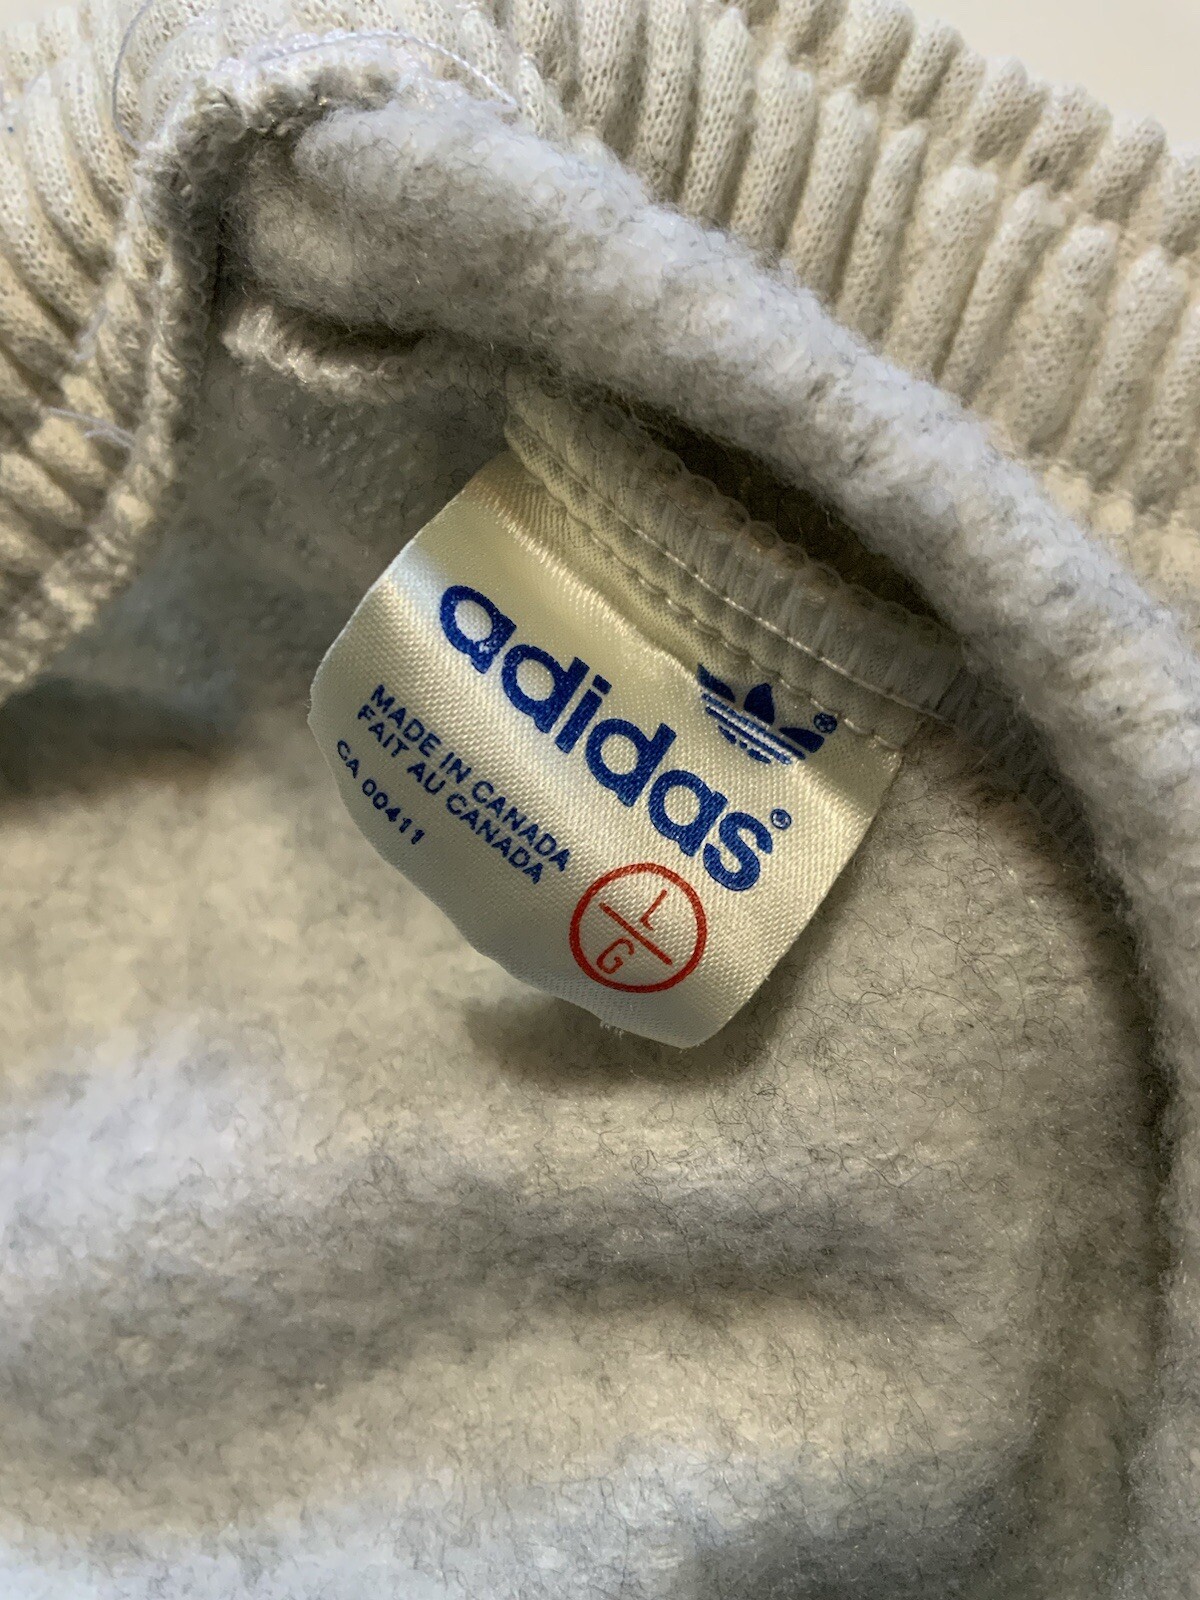 ®
adidas®
MADE IN CANADA
FAIT AU CANADA
CA 00411
L
G